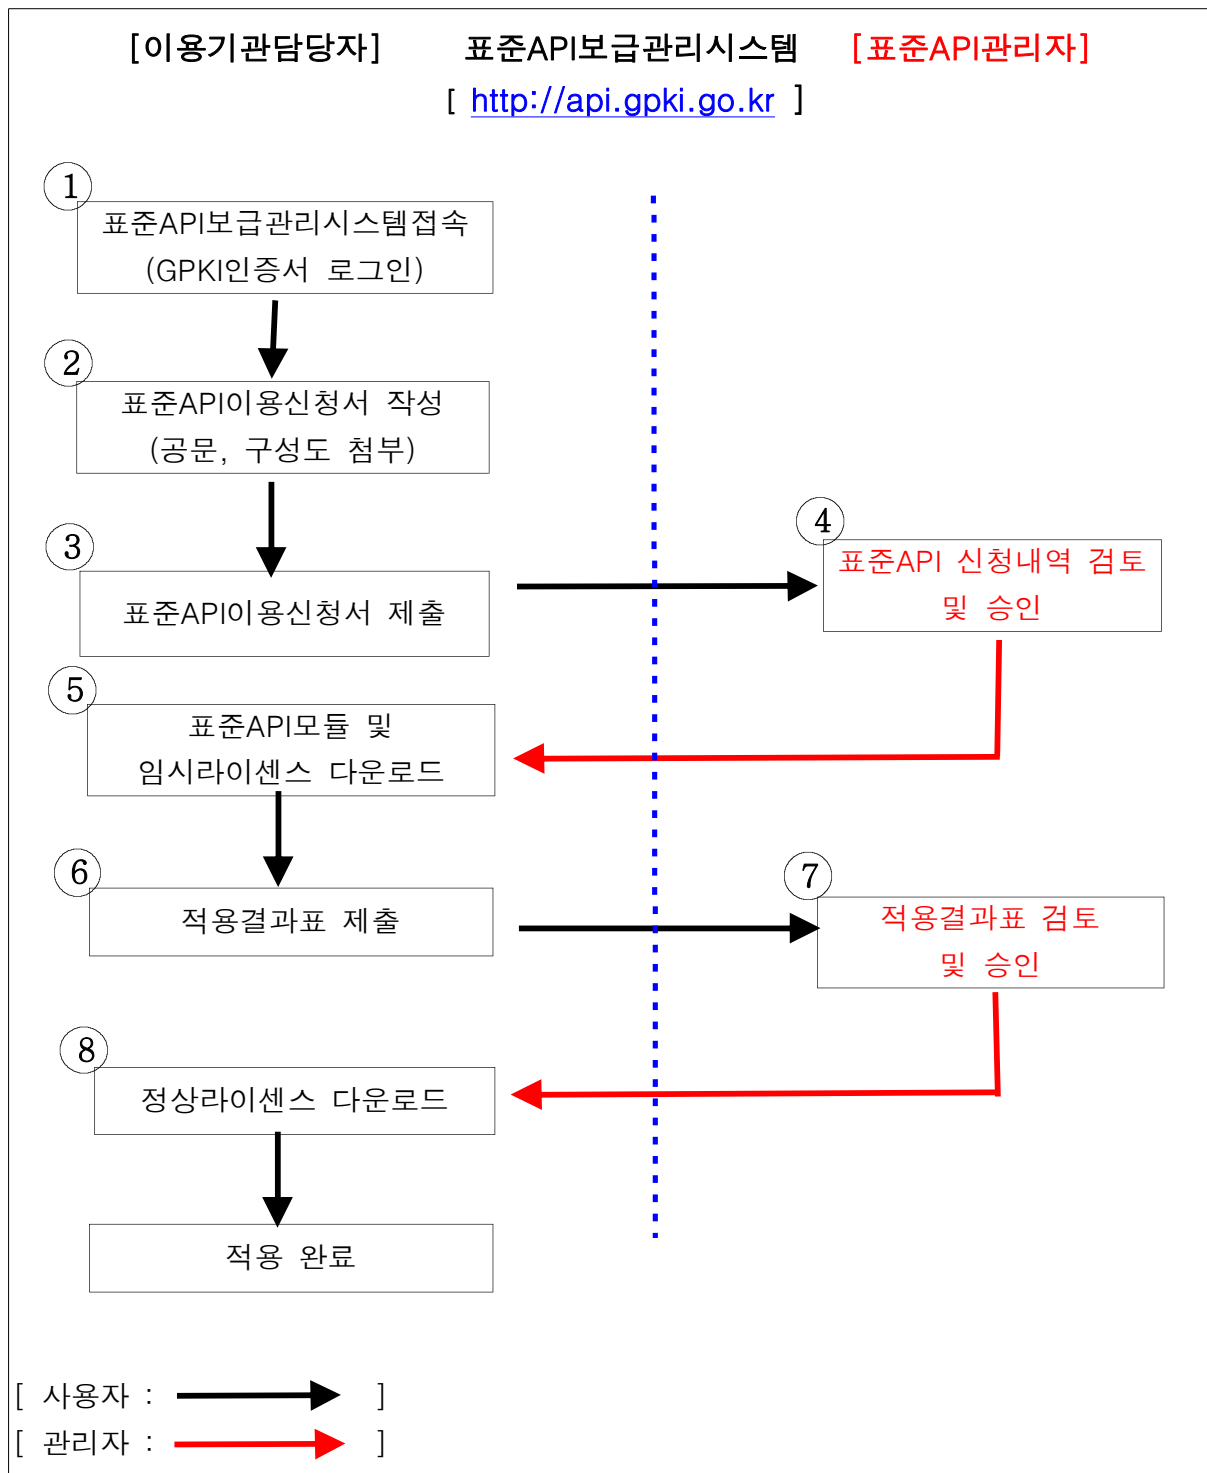 [이용기관담당자] 표준API보급관리시스템 [표준API관리자]
[ http://api.gpki.go.kr ]
①
표준API보급관리시스템접속
(GPKI인증서 로그인)
②
표준API이용신청서 작성
(공문, 구성도 첨부)
③
표준API이용신청서 제출
④
표준API 신청내역 검토
및 승인
⑤
표준API모듈 및
임시라이센스 다운로드
⑥
적용결과표 제출
⑦
적용결과표 검토
및 승인
⑧
정상라이센스 다운로드
적용 완료
[ 사용자 : ]
[ 관리자 : ]